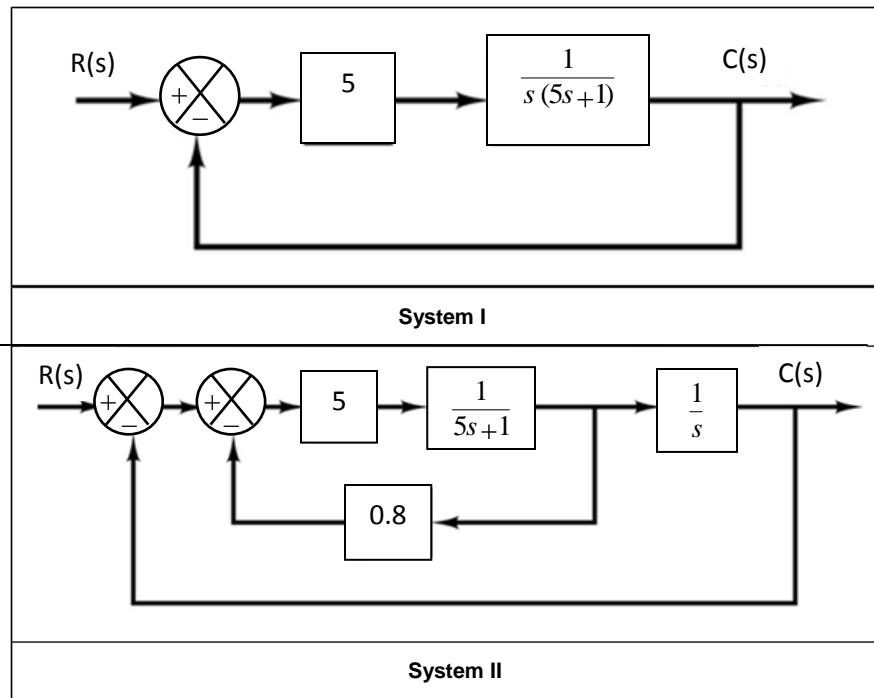 R(s)
C(s)
+
−
5
1
s (5s+1)
System I
R(s)
C(s)
+
−
+
−
5
1
5s+1
1
s
0.8
System II